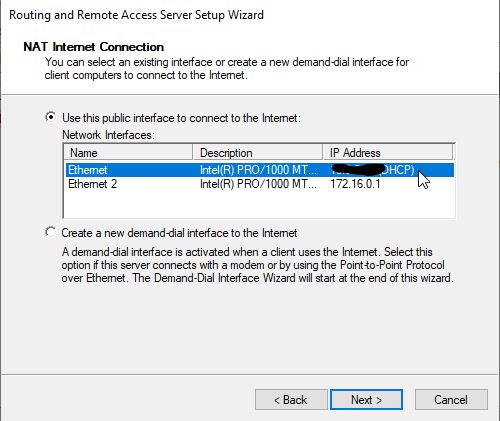 Routing and Remote Access Server Setup Wizard
NAT Internet Connection
You can select an existing interface or create a new demand-dial interface for
client computers to connect to the Internet.
Use this public interface to connect to the Internet:
Network Interfaces:
Name Description IP Address
Ethernet Intel(R) PRO/1000 MT... DHCP)
Ethernet 2 Intel(R) PRO/1000 MT... 172.16.0.1
Create a new demand-dial interface to the Internet
A demand-dial interface is activated when a client uses the Internet. Select this
option if this server connects with a modem or by using the Point-to-Point Protocol
over Ethernet. The Demand-Dial Interface Wizard will start at the end of this wizard.
< Back Next > Cancel